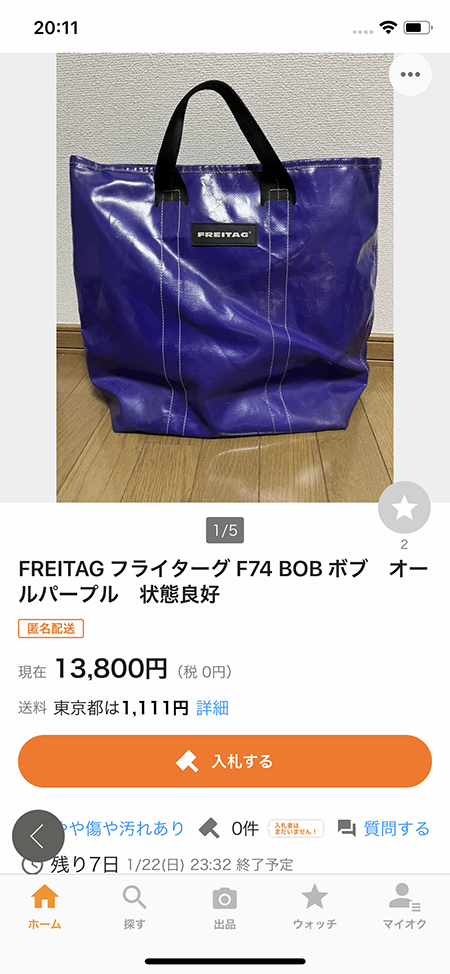 20:11
FREITAG
1/5
2
FREITAG フライターグ F74 BOB ボブ　オー
ルパープル　状態良好
匿名配送
現在 13,800円 (税 0円)
送料 東京都は1,111円 詳細
入札する
やや傷や汚れあり 0件 入札者は
まだいません! 質問する
残り7日 1/22(日) 23:32 終了予定
ホーム 探す 出品 ウォッチ マイオク